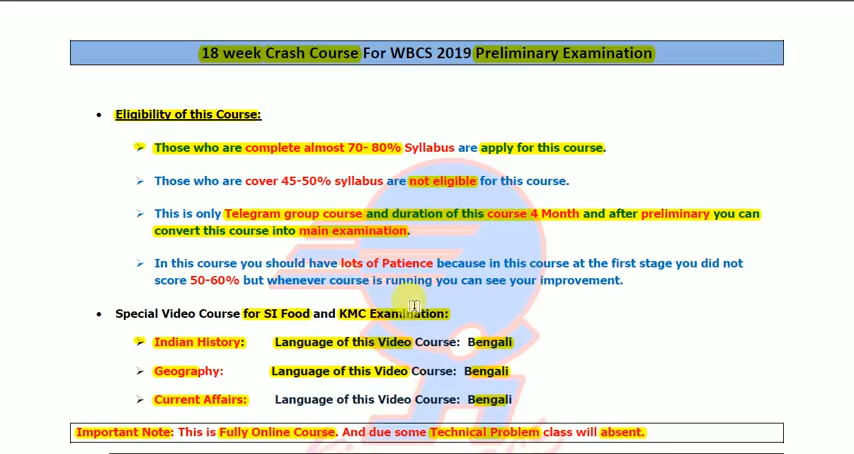 18 week Crash Course For WBCS 2019 Preliminary Examination
• Eligibility of this Course:
➢ Those who are complete almost 70- 80% Syllabus are apply for this course.
➢ Those who are cover 45-50% syllabus are not eligible for this course.
➢ This is only Telegram group course and duration of this course 4 Month and after preliminary you can
convert this course into main examination.
➢ In this course you should have lots of Patience because in this course at the first stage you did not
score 50-60% but whenever course is running you can see your improvement.
• Special Video Course for SI Food and KMC Examination:
➢ Indian History: Language of this Video Course: Bengali
➢ Geography: Language of this Video Course: Bengali
➢ Current Affairs: Language of this Video Course: Bengali
Important Note: This is Fully Online Course. And due some Technical Problem class will absent.